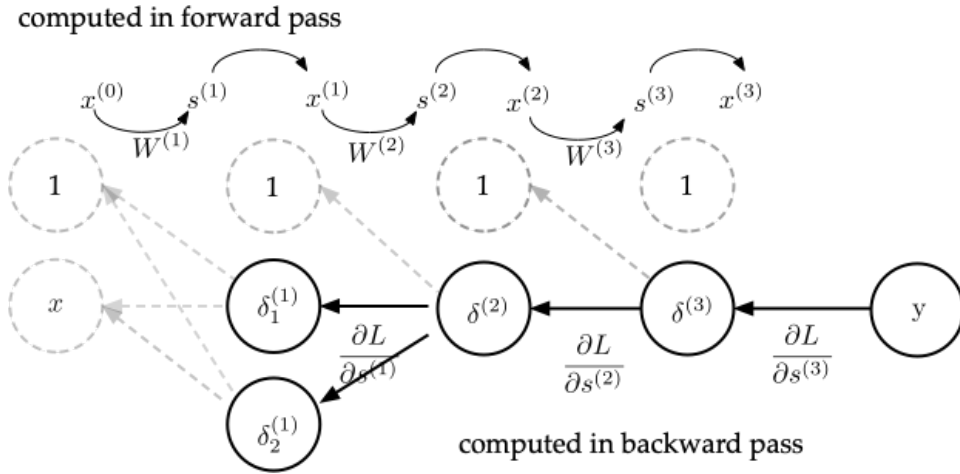 computed in forward pass
x^(0) s^(1) x^(1) s^(2) x^(2) s^(3) x^(3)
W^(1) W^(2) W^(3)
1 1 1 1
x δ_1^(1) δ^(2) δ^(3) y
∂L/∂s^(1) ∂L/∂s^(2) ∂L/∂s^(3)
δ_2^(1)
computed in backward pass